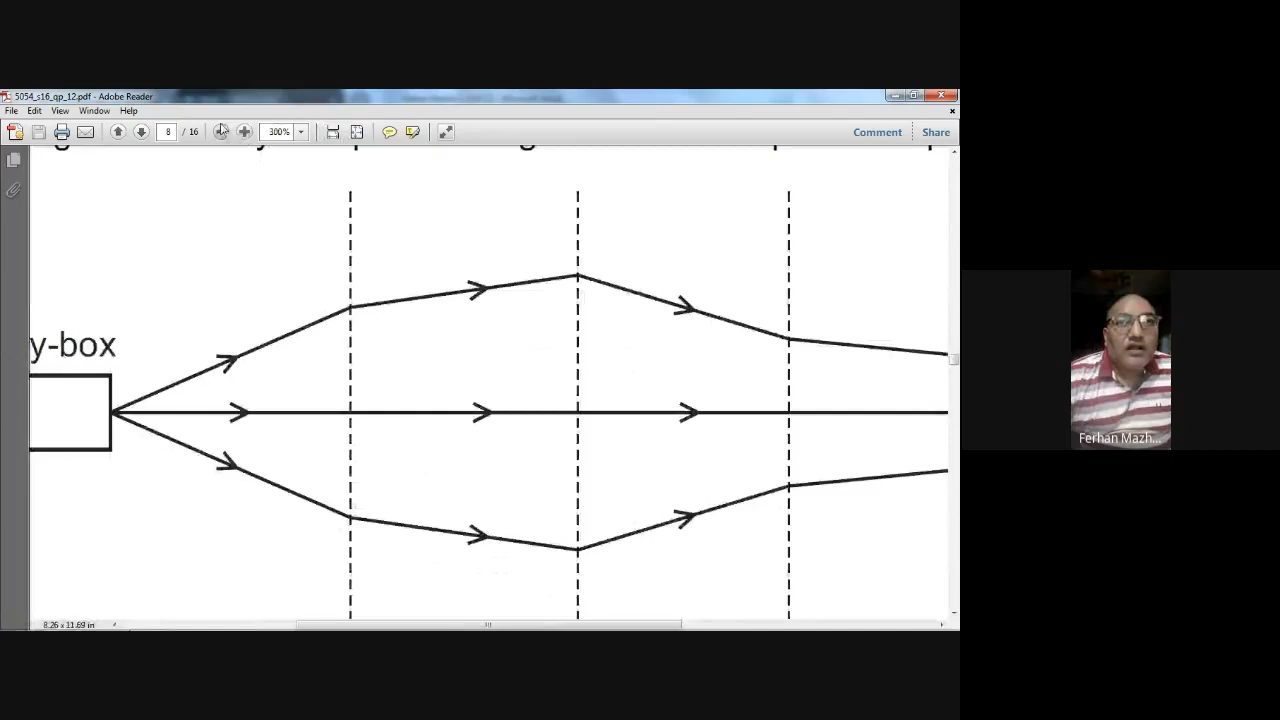 5054_s16_qp_12.pdf - Adobe Reader
File Edit View Window Help
8 / 16 300% Comment Share
y-box
8.26 x 11.69 in
Ferhan Mazh...